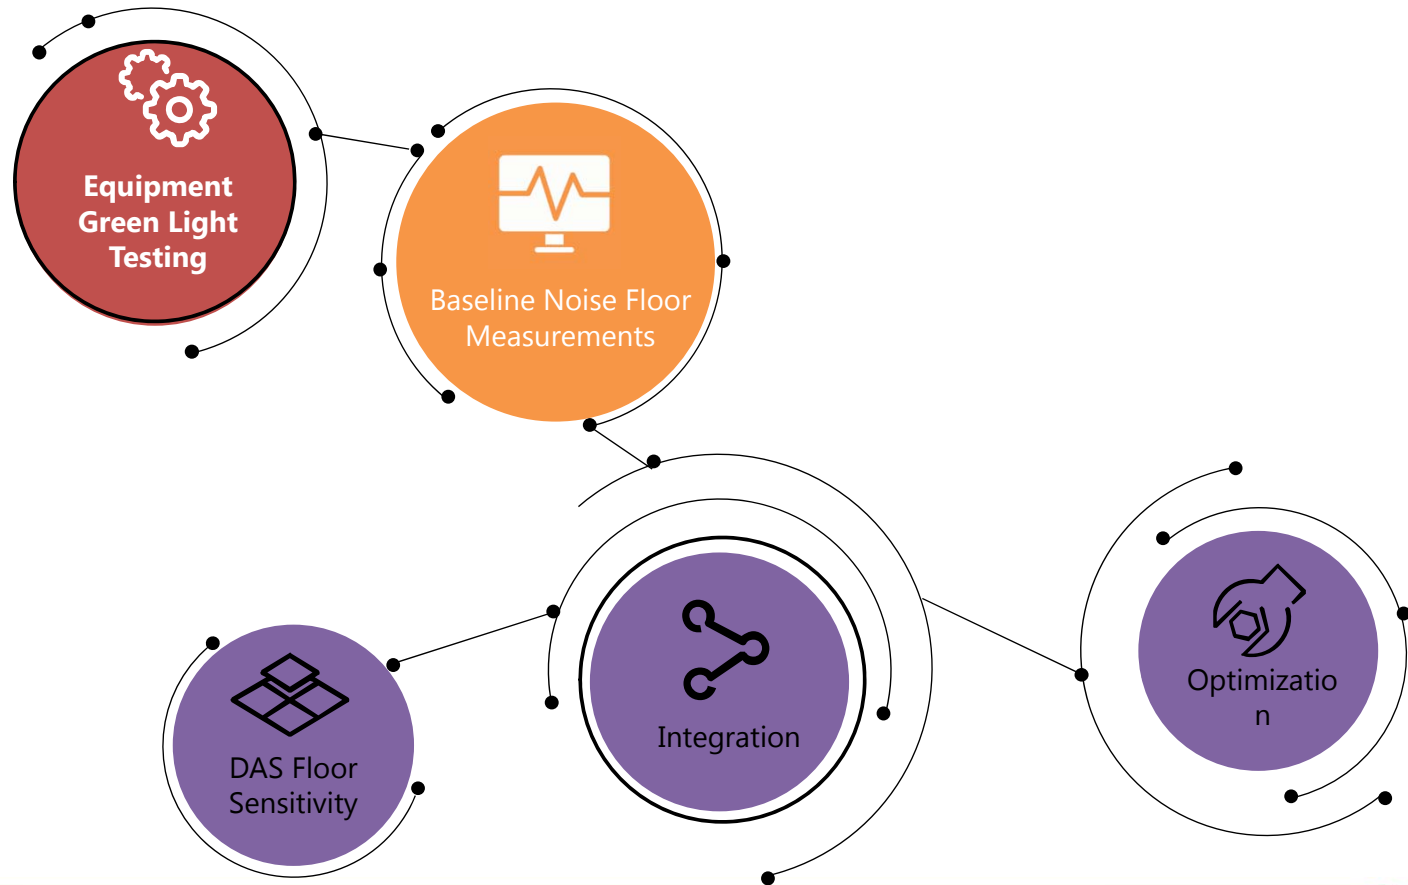 Equipment
Green Light
Testing
Baseline Noise Floor
Measurements
DAS Floor
Sensitivity
Integration
Optimizatio
n